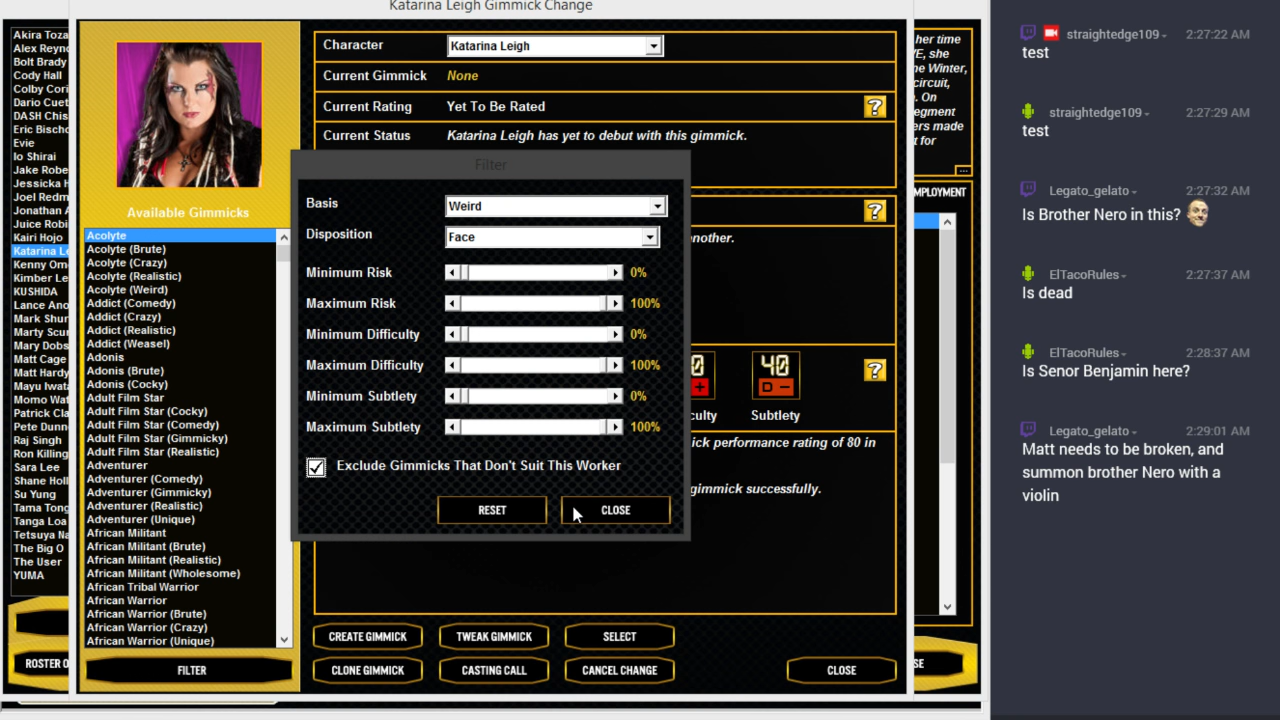 Katarina Leigh Gimmick Change
Akira Toza
Alex Reyno
Bolt Brady
Cody Hall
Colby Cori
Dario Cuet
DASH Chis
Eric Bischo
Evie
Io Shirai
Jake Robe
Jessicka H
Joel Redm
Jonathan A
Juice Robi
Kairi Hojo
Katarina Le
Kenny Om
Kimber Le
KUSHIDA
Lance Ano
Mark Shur
Marty Scur
Mary Dobs
Matt Cage
Matt Hardy
Mayu Iwata
Momo Wat
Patrick Cla
Pete Dunn
Raj Singh
Ron Killing
Sara Lee
Shane Holl
Su Yung
Tama Tong
Tanga Loa
Tetsuya Na
The Big O
The User
YUMA
ROSTER O
Available Gimmicks
Acolyte
Acolyte (Brute)
Acolyte (Crazy)
Acolyte (Realistic)
Acolyte (Weird)
Addict (Comedy)
Addict (Crazy)
Addict (Realistic)
Addict (Weasel)
Adonis
Adonis (Brute)
Adonis (Cocky)
Adult Film Star
Adult Film Star (Cocky)
Adult Film Star (Comedy)
Adult Film Star (Gimmicky)
Adult Film Star (Realistic)
Adventurer
Adventurer (Comedy)
Adventurer (Gimmicky)
Adventurer (Realistic)
Adventurer (Unique)
African Militant
African Militant (Brute)
African Militant (Realistic)
African Militant (Wholesome)
African Tribal Warrior
African Warrior
African Warrior (Brute)
African Warrior (Crazy)
African Warrior (Unique)
FILTER
Character Katarina Leigh
Current Gimmick None
Current Rating Yet To Be Rated ?
Current Status Katarina Leigh has yet to debut with this gimmick.
Filter
Basis Weird
Disposition Face
Minimum Risk 0%
Maximum Risk 100%
Minimum Difficulty 0%
Maximum Difficulty 100%
Minimum Subtlety 0%
Maximum Subtlety 100%
Exclude Gimmicks That Don't Suit This Worker
RESET CLOSE
?
nother.
0 40
+ D - ?
culty Subtlety
ick performance rating of 80 in
gimmick successfully.
CREATE GIMMICK TWEAK GIMMICK SELECT
CLONE GIMMICK CASTING CALL CANCEL CHANGE CLOSE
her time
E, she
ne Winter,
circuit,
. On
egment
ers made
t for
...
MPLOYMENT
SE
straightedge109 2:27:22 AM
test
straightedge109 2:27:29 AM
test
Legato_gelato 2:27:32 AM
Is Brother Nero in this?
ElTacoRules 2:27:37 AM
Is dead
ElTacoRules 2:28:37 AM
Is Senor Benjamin here?
Legato_gelato 2:29:01 AM
Matt needs to be broken, and
summon brother Nero with a
violin